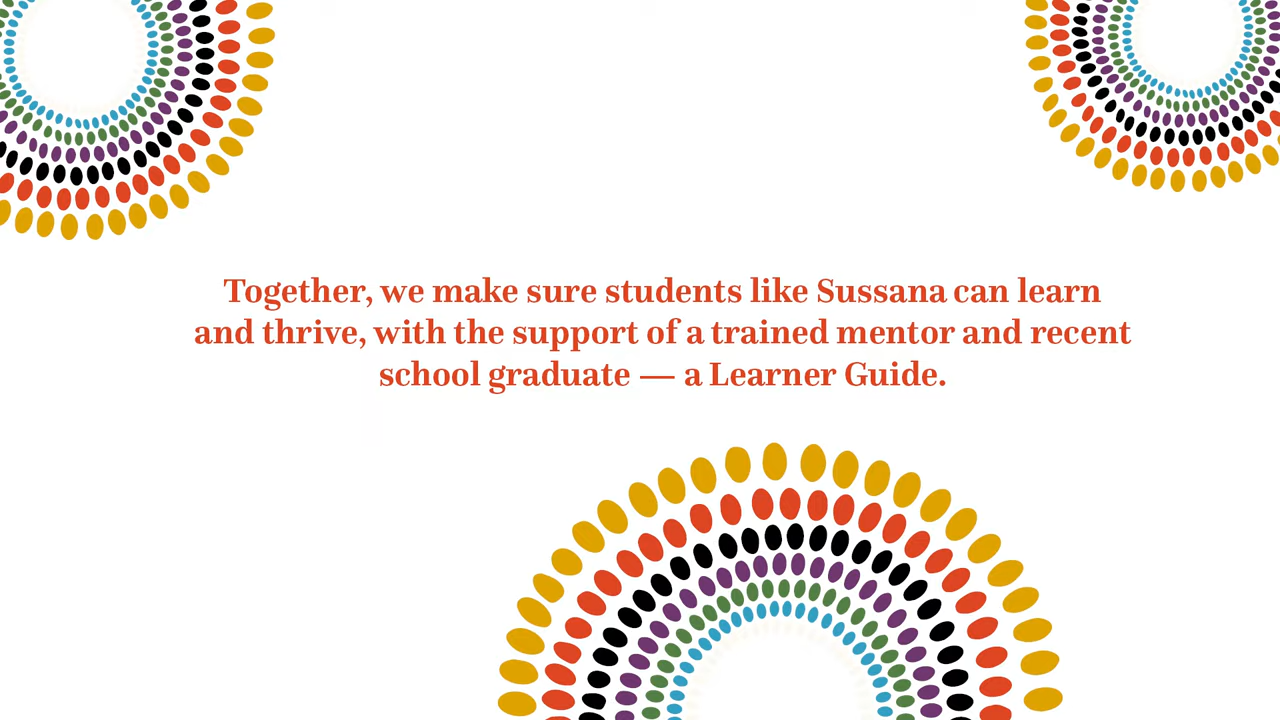 Together, we make sure students like Sussana can learn
and thrive, with the support of a trained mentor and recent
school graduate — a Learner Guide.